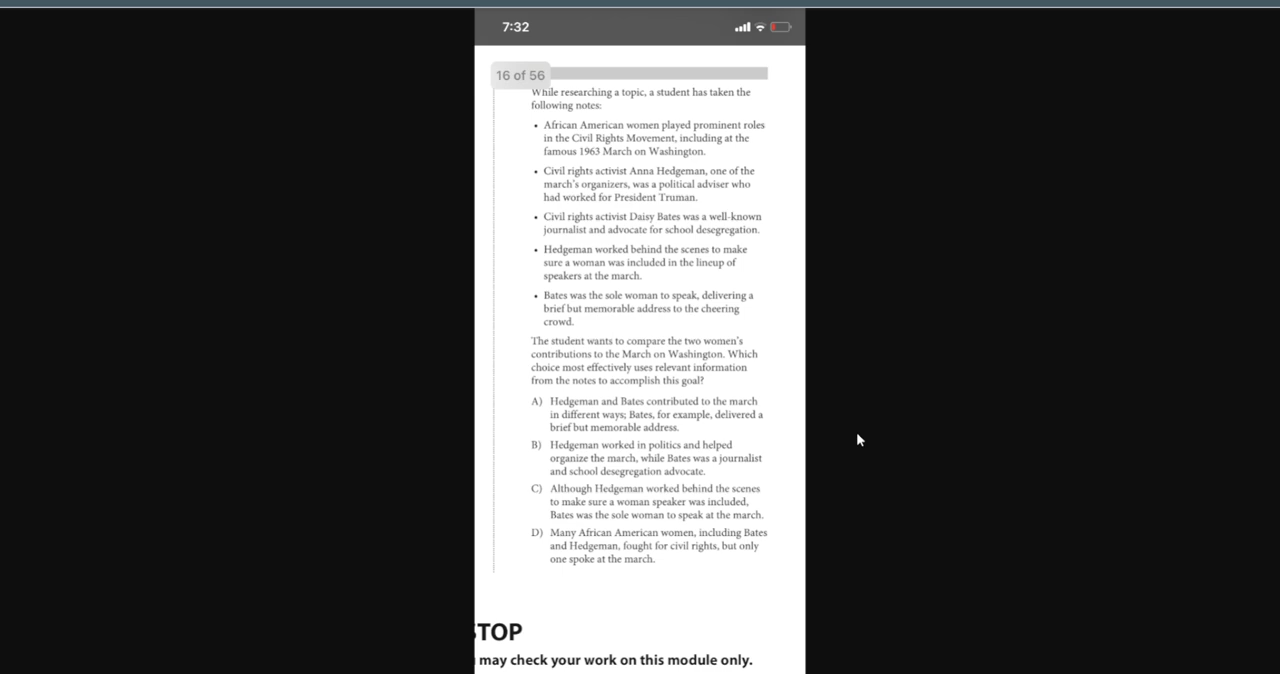 7:32
16 of 56
While researching a topic, a student has taken the
following notes:
• African American women played prominent roles
in the Civil Rights Movement, including at the
famous 1963 March on Washington.
• Civil rights activist Anna Hedgeman, one of the
march's organizers, was a political adviser who
had worked for President Truman.
• Civil rights activist Daisy Bates was a well-known
journalist and advocate for school desegregation.
• Hedgeman worked behind the scenes to make
sure a woman was included in the lineup of
speakers at the march.
• Bates was the sole woman to speak, delivering a
brief but memorable address to the cheering
crowd.
The student wants to compare the two women's
contributions to the March on Washington. Which
choice most effectively uses relevant information
from the notes to accomplish this goal?
A) Hedgeman and Bates contributed to the march
in different ways; Bates, for example, delivered a
brief but memorable address.
B) Hedgeman worked in politics and helped
organize the march, while Bates was a journalist
and school desegregation advocate.
C) Although Hedgeman worked behind the scenes
to make sure a woman speaker was included,
Bates was the sole woman to speak at the march.
D) Many African American women, including Bates
and Hedgeman, fought for civil rights, but only
one spoke at the march.
STOP
may check your work on this module only.